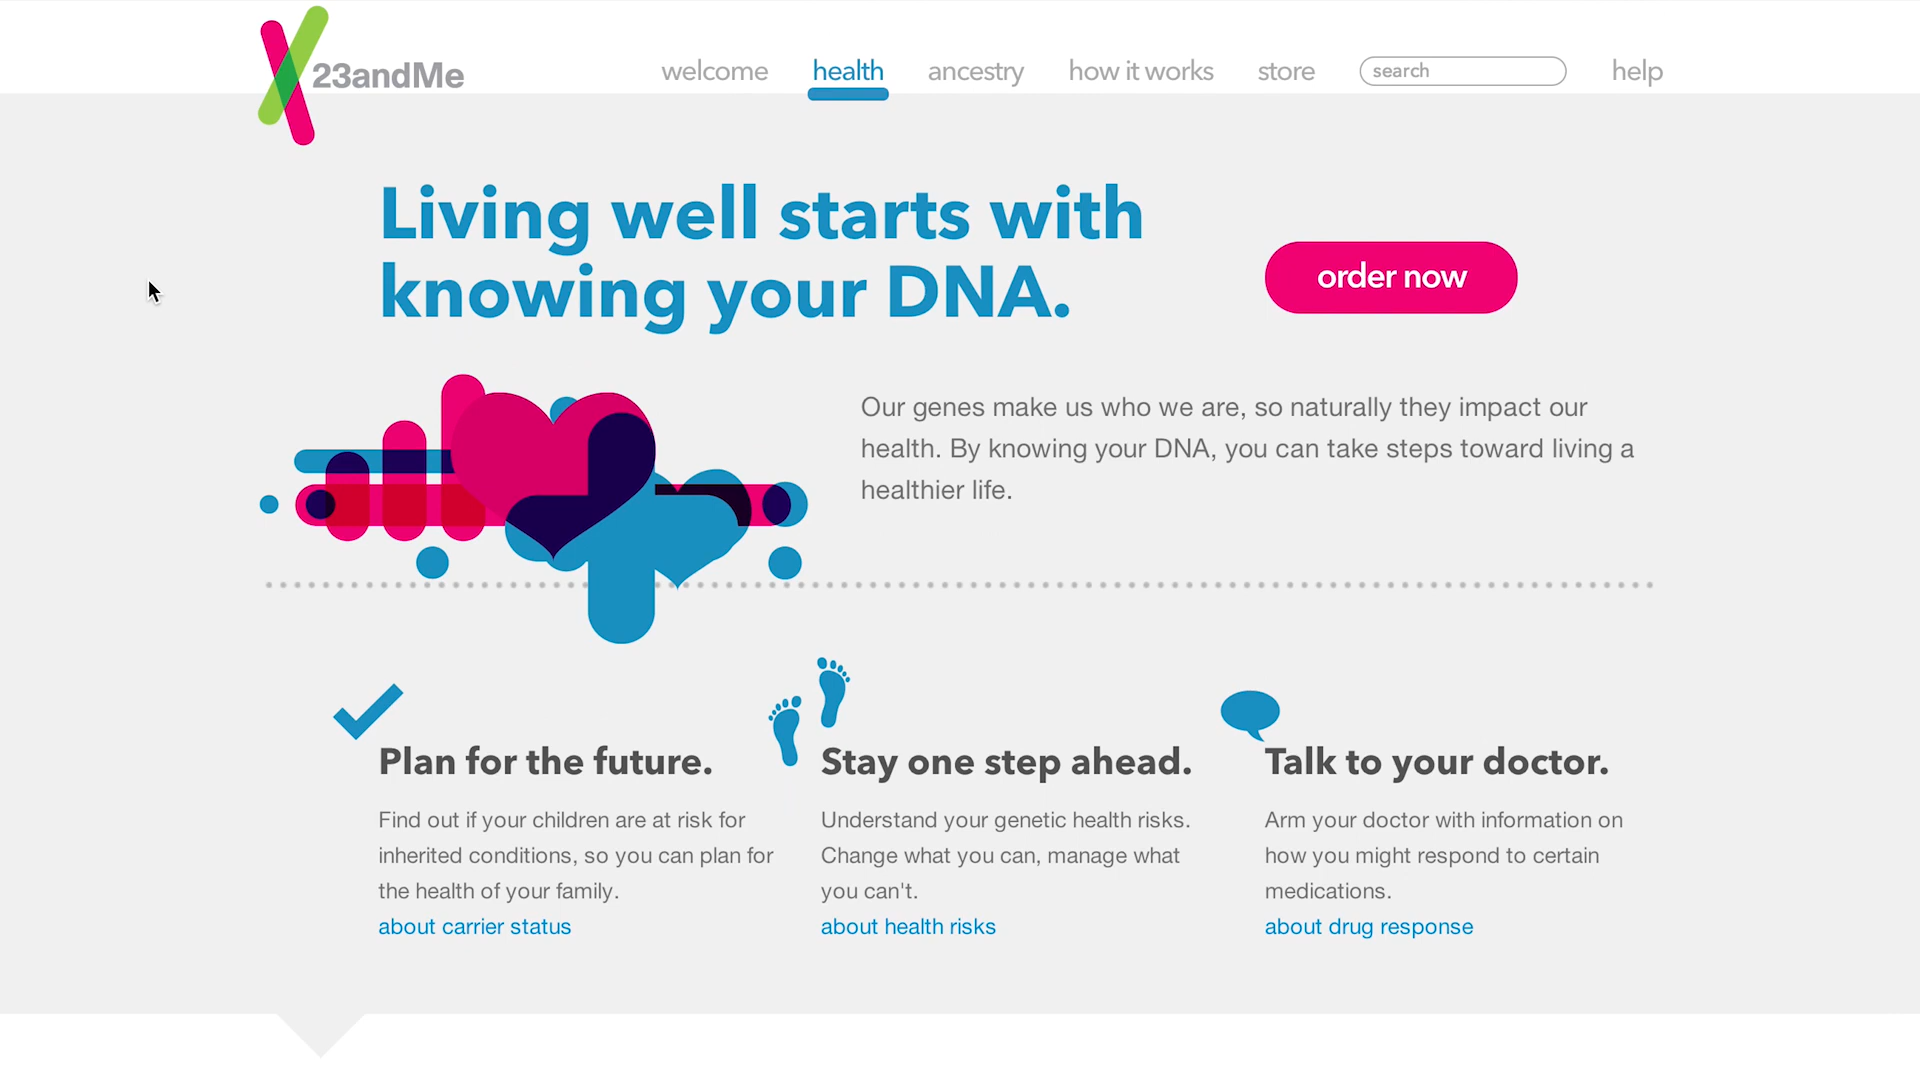 23andMe
welcome health ancestry how it works store search help
Living well starts with
knowing your DNA.
order now
Our genes make us who we are, so naturally they impact our
health. By knowing your DNA, you can take steps toward living a
healthier life.
Plan for the future.
Find out if your children are at risk for
inherited conditions, so you can plan for
the health of your family.
about carrier status
Stay one step ahead.
Understand your genetic health risks.
Change what you can, manage what
you can't.
about health risks
Talk to your doctor.
Arm your doctor with information on
how you might respond to certain
medications.
about drug response